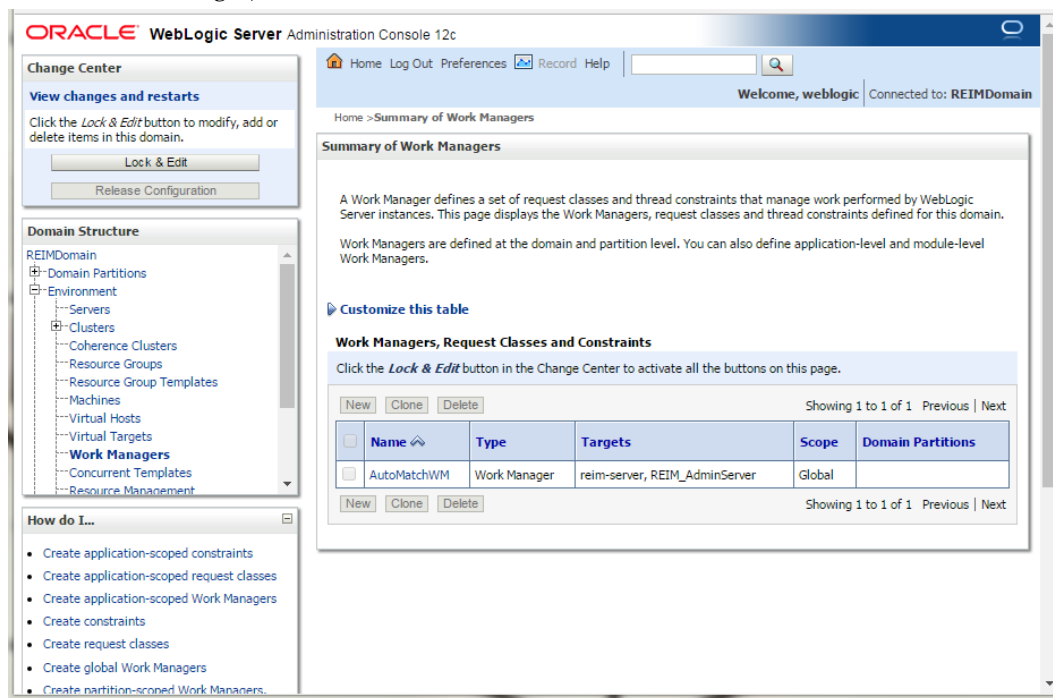 ORACLE WebLogic Server Administration Console 12c
Change Center
View changes and restarts
Click the Lock & Edit button to modify, add or
delete items in this domain.
Lock & Edit
Release Configuration
Domain Structure
REIMDomain
Domain Partitions
Environment
Servers
Clusters
Coherence Clusters
Resource Groups
Resource Group Templates
Machines
Virtual Hosts
Virtual Targets
Work Managers
Concurrent Templates
Resource Management
How do I...
Create application-scoped constraints
Create application-scoped request classes
Create application-scoped Work Managers
Create constraints
Create request classes
Create global Work Managers
Create partition-scoped Work Managers.
Home Log Out Preferences Record Help
Welcome, weblogic Connected to: REIMDomain
Home >Summary of Work Managers
Summary of Work Managers
A Work Manager defines a set of request classes and thread constraints that manage work performed by WebLogic
Server instances. This page displays the Work Managers, request classes and thread constraints defined for this domain.
Work Managers are defined at the domain and partition level. You can also define application-level and module-level
Work Managers.
Customize this table
Work Managers, Request Classes and Constraints
Click the Lock & Edit button in the Change Center to activate all the buttons on this page.
New Clone Delete Showing 1 to 1 of 1 Previous | Next
Name Type Targets Scope Domain Partitions
AutoMatchWM Work Manager reim-server, REIM_AdminServer Global
New Clone Delete Showing 1 to 1 of 1 Previous | Next